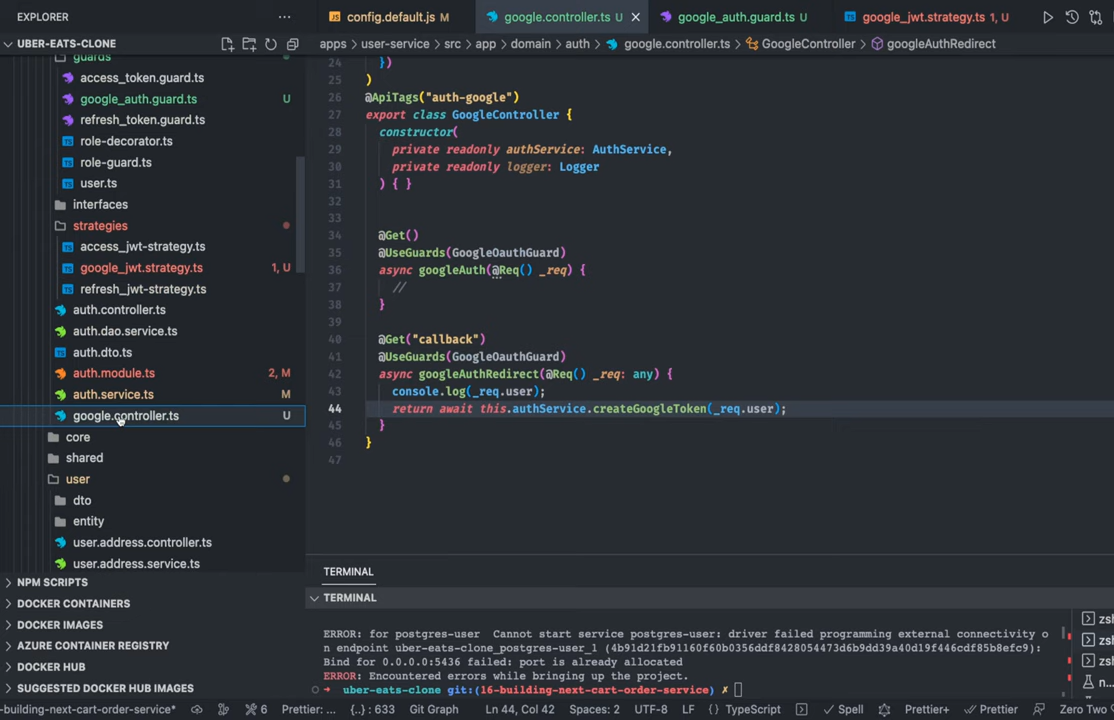 EXPLORER
···
config.default.js M
google.controller.ts U
google_auth.guard.ts U
google_jwt.strategy.ts 1, U
UBER-EATS-CLONE
apps › user-service › src › app › domain › auth › google.controller.ts › GoogleController › googleAuthRedirect
guards
access_token.guard.ts
google_auth.guard.ts U
refresh_token.guard.ts
role-decorator.ts
role-guard.ts
user.ts
interfaces
strategies
access_jwt-strategy.ts
google_jwt.strategy.ts 1, U
refresh_jwt-strategy.ts
auth.controller.ts
auth.dao.service.ts
auth.dto.ts
auth.module.ts 2, M
auth.service.ts M
google.controller.ts U
core
shared
user
dto
entity
user.address.controller.ts
user.address.service.ts
NPM SCRIPTS
DOCKER CONTAINERS
DOCKER IMAGES
AZURE CONTAINER REGISTRY
DOCKER HUB
SUGGESTED DOCKER HUB IMAGES
24 })
25 )
26 @ApiTags("auth-google")
27 export class GoogleController {
28 constructor(
29 private readonly authService: AuthService,
30 private readonly logger: Logger
31 ) { }
32
33
34 @Get()
35 @UseGuards(GoogleOauthGuard)
36 async googleAuth(@Req() _req) {
37 //
38 }
39
40 @Get("callback")
41 @UseGuards(GoogleOauthGuard)
42 async googleAuthRedirect(@Req() _req: any) {
43 console.log(_req.user);
44 return await this.authService.createGoogleToken(_req.user);
45 }
46 }
47
TERMINAL
TERMINAL
ERROR: for postgres-user Cannot start service postgres-user: driver failed programming external connectivity o
n endpoint uber-eats-clone_postgres-user_1 (4b91d21fb91160f60b0356ddf8428054473d6b9dd39a40d19f446cdf85b8efc9):
Bind for 0.0.0.0:5436 failed: port is already allocated
ERROR: Encountered errors while bringing up the project.
➜ uber-eats-clone git:(16-building-next-cart-order-service) ✗
zsh
zsh
zsh
n...
-next-cart-order-service* 6 Prettier: ... {..} : 633 Git Graph Ln 44, Col 42 Spaces: 2 UTF-8 LF {} TypeScript Spell Prettier+ Prettier Zero Two